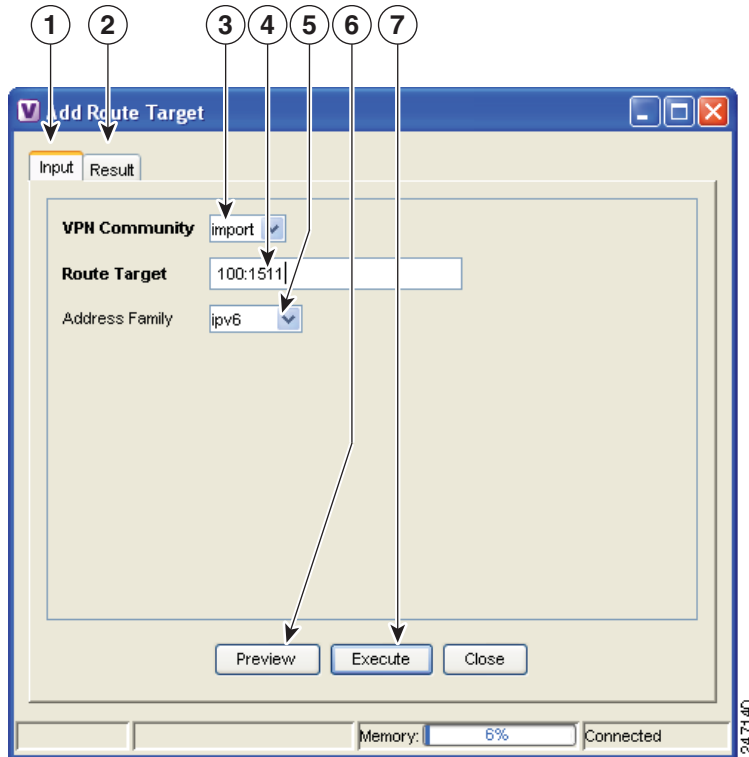 1 2 3 4 5 6 7
V Add Route Target
Input Result
VPN Community import
Route Target 100:1511
Address Family ipv6
Preview Execute Close
Memory: 6% Connected
247140